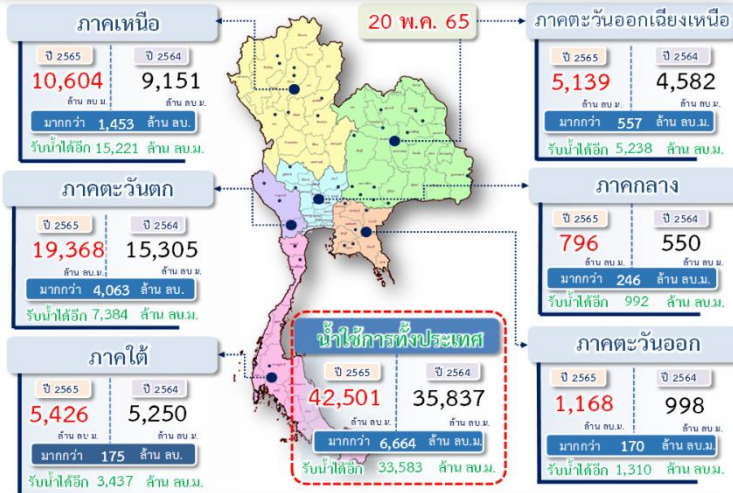 20 พ.ค. 65
ภาคเหนือ
ปี 2565 ปี 2564
10,604 9,151
ล้าน ลบ.ม. ล้าน ลบ.ม.
มากกว่า 1,453 ล้าน ลบ.
รับน้ำได้อีก 15,221 ล้าน ลบ.ม.
ภาคตะวันตก
ปี 2565 ปี 2564
19,368 15,305
ล้าน ลบ.ม. ล้าน ลบ.ม.
มากกว่า 4,063 ล้าน ลบ.
รับน้ำได้อีก 7,384 ล้าน ลบ.ม.
ภาคใต้
ปี 2565 ปี 2564
5,426 5,250
ล้าน ลบ.ม. ล้าน ลบ.ม.
มากกว่า 175 ล้าน ลบ.
รับน้ำได้อีก 3,437 ล้าน ลบ.ม.
น้ำใช้การทั้งประเทศ
ปี 2565 ปี 2564
42,501 35,837
ล้าน ลบ.ม. ล้าน ลบ.ม.
มากกว่า 6,664 ล้าน ลบ.ม.
รับน้ำได้อีก 33,583 ล้าน ลบ.ม.
ภาคตะวันออกเฉียงเหนือ
ปี 2565 ปี 2564
5,139 4,582
ล้าน ลบ.ม. ล้าน ลบ.ม.
มากกว่า 557 ล้าน ลบ.ม.
รับน้ำได้อีก 5,238 ล้าน ลบ.ม.
ภาคกลาง
ปี 2565 ปี 2564
796 550
ล้าน ลบ.ม. ล้าน ลบ.ม.
มากกว่า 246 ล้าน ลบ.ม.
รับน้ำได้อีก 992 ล้าน ลบ.ม.
ภาคตะวันออก
ปี 2565 ปี 2564
1,168 998
ล้าน ลบ.ม. ล้าน ลบ.ม.
มากกว่า 170 ล้าน ลบ.ม.
รับน้ำได้อีก 1,310 ล้าน ลบ.ม.